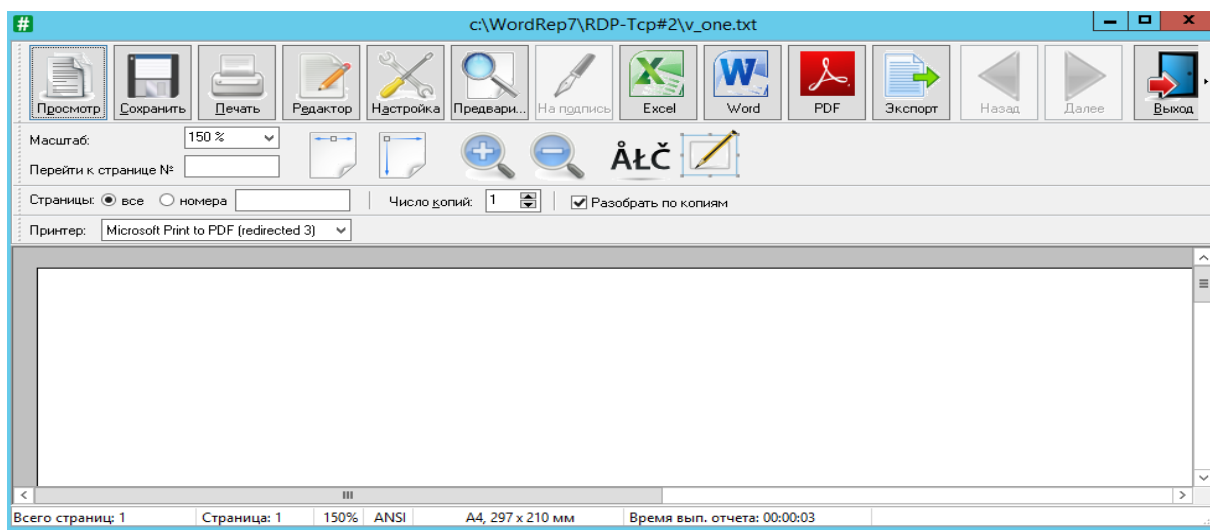 c:\WordRep7\RDP-Tcp#2\v_one.txt
Просмотр Сохранить Печать Редактор Настройка Предвари... На подпись Excel Word PDF Экспорт Назад Далее Выход
Масштаб: 150 %
Перейти к странице №
ÅŁČ
Страницы: все номера Число копий: 1 Разобрать по копиям
Принтер: Microsoft Print to PDF (redirected 3)
Всего страниц: 1 Страница: 1 150% ANSI A4, 297 x 210 мм Время вып. отчета: 00:00:03